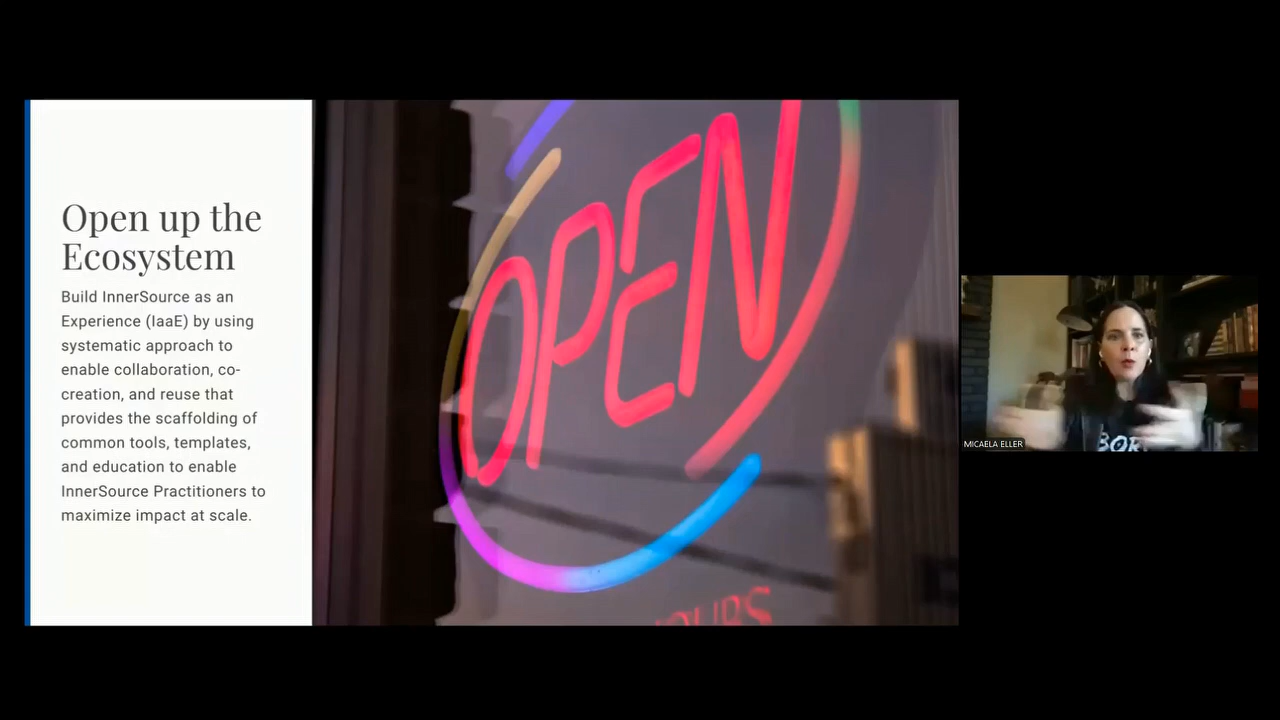 Open up the
Ecosystem
Build InnerSource as an
Experience (IaaE) by using
systematic approach to
enable collaboration, co-
creation, and reuse that
provides the scaffolding of
common tools, templates,
and education to enable
InnerSource Practitioners to
maximize impact at scale.
OPEN
HOURS
MICAELA ELLER